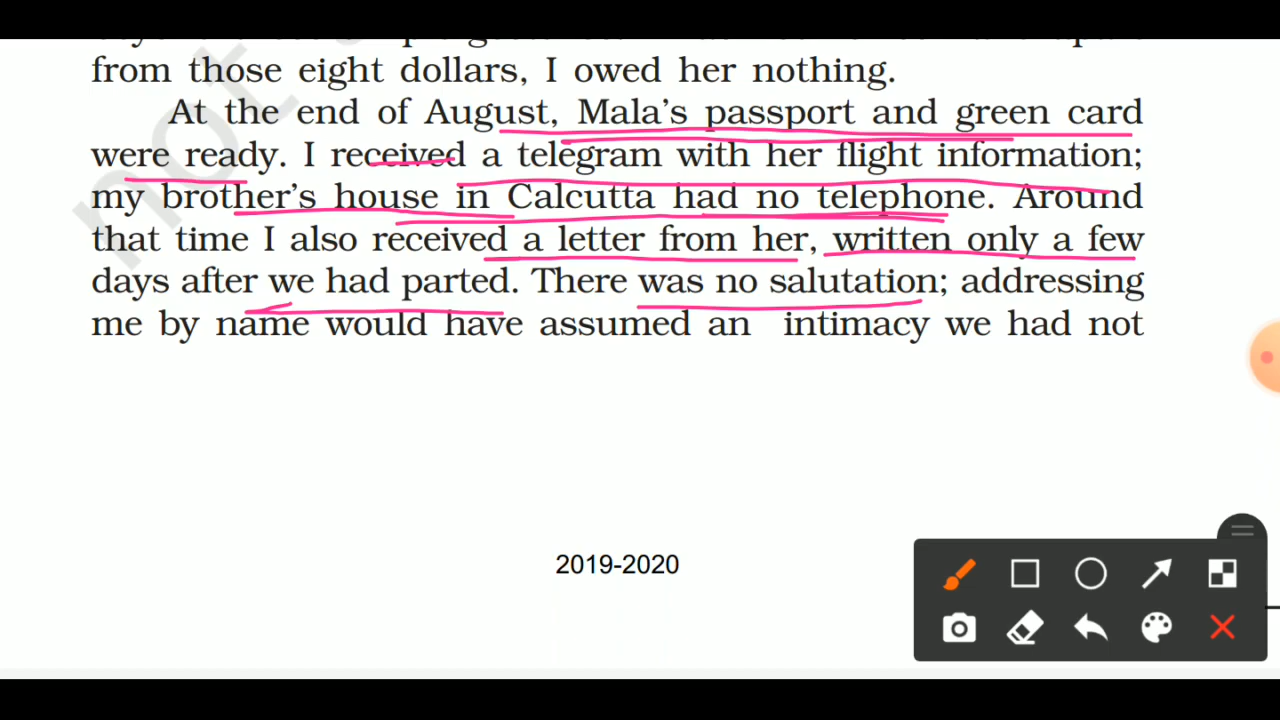 from those eight dollars, I owed her nothing.
At the end of August, Mala's passport and green card
were ready. I received a telegram with her flight information;
my brother's house in Calcutta had no telephone. Around
that time I also received a letter from her, written only a few
days after we had parted. There was no salutation; addressing
me by name would have assumed an intimacy we had not
not
2019-2020